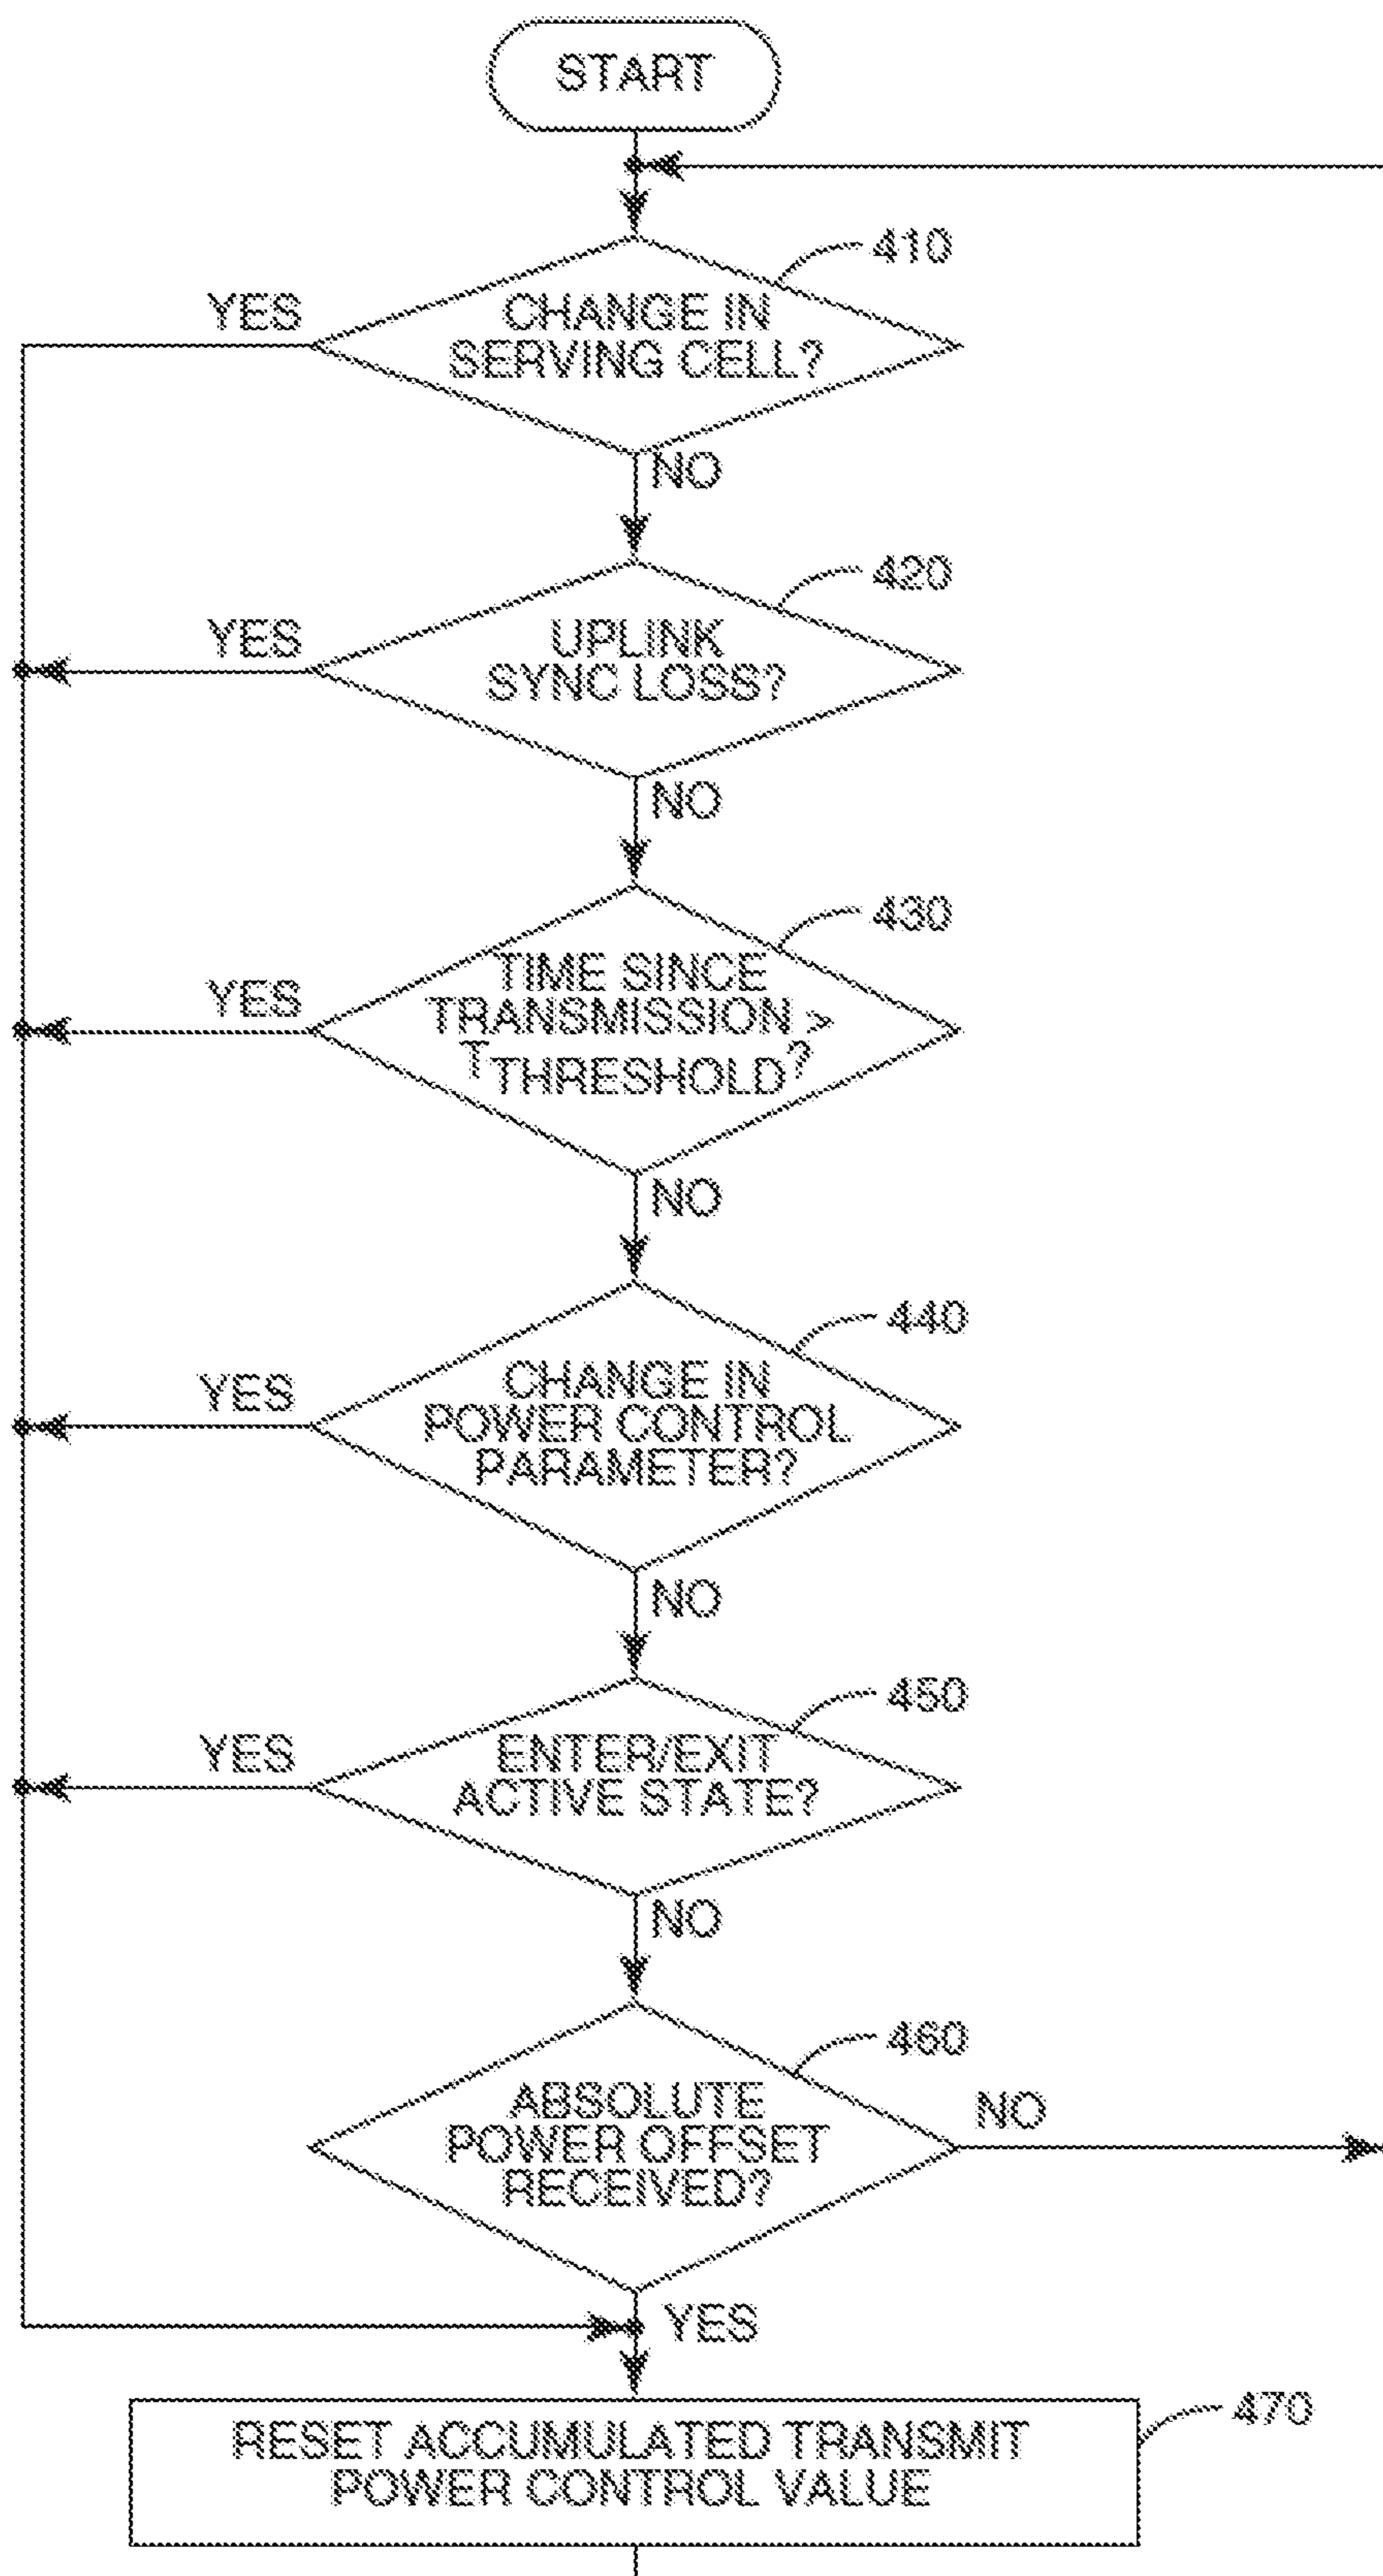 START
410
YES
CHANGE IN
SERVING CELL?
NO
420
YES
UPLINK
SYNC LOSS?
NO
430
YES
TIME SINCE
TRANSMISSION >
TTHRESHOLD?
NO
440
YES
CHANGE IN
POWER CONTROL
PARAMETER?
NO
450
YES
ENTER/EXIT
ACTIVE STATE?
NO
460
ABSOLUTE
POWER OFFSET
RECEIVED?
NO
YES
470
RESET ACCUMULATED TRANSMIT
POWER CONTROL VALUE